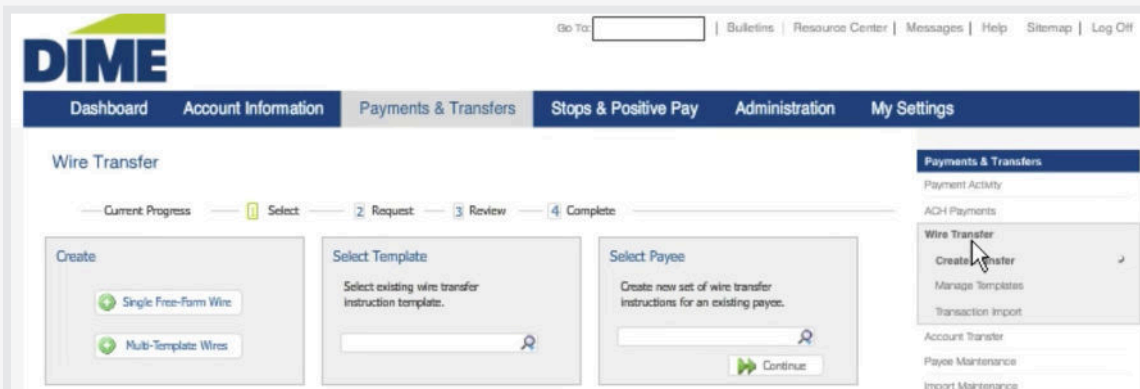 DIME
Go To: | Bulletins | Resource Center | Messages | Help Sitemap | Log Off
Dashboard Account Information Payments & Transfers Stops & Positive Pay Administration My Settings
Wire Transfer
Current Progress 1 Select 2 Request 3 Review 4 Complete
Create
Single Free-Form Wire
Multi-Template Wires
Select Template
Select existing wire transfer
instruction template.
Select Payee
Create new set of wire transfer
instructions for an existing payee.
Continue
Payments & Transfers
Payment Activity
ACH Payments
Wire Transfer
Create Transfer
Manage Templates
Transaction Import
Account Transfer
Payee Maintenance
Import Maintenance